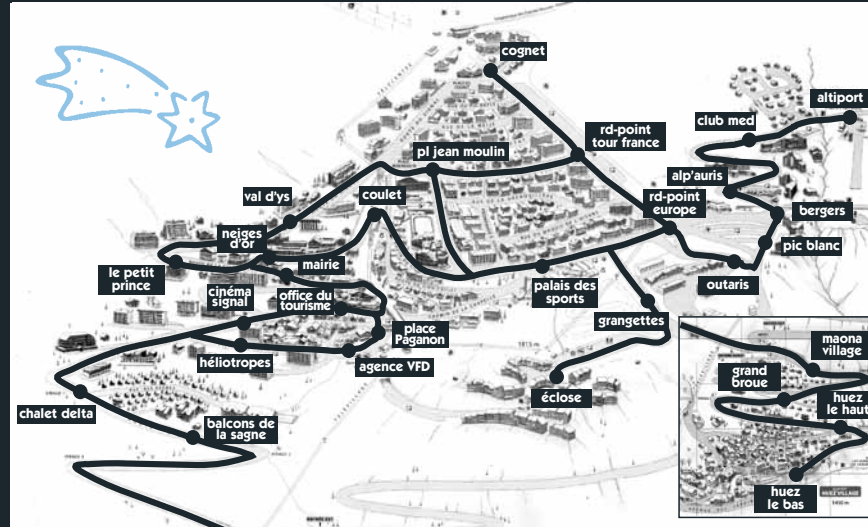 cognet
altiport
club med
rd-point
tour france
pl jean moulin
alp'auris
val d'ys
coulet
rd-point
europe
bergers
neiges
d'or
pic blanc
mairie
le petit
prince
cinéma
signal
office du
tourisme
palais des
sports
outaris
grangettes
place
Paganon
maona
village
héliotropes
agence VFD
grand
broue
éclose
huez
le haut
chalet delta
balcons de
la sagne
huez
le bas
HUEZ VILLAGE